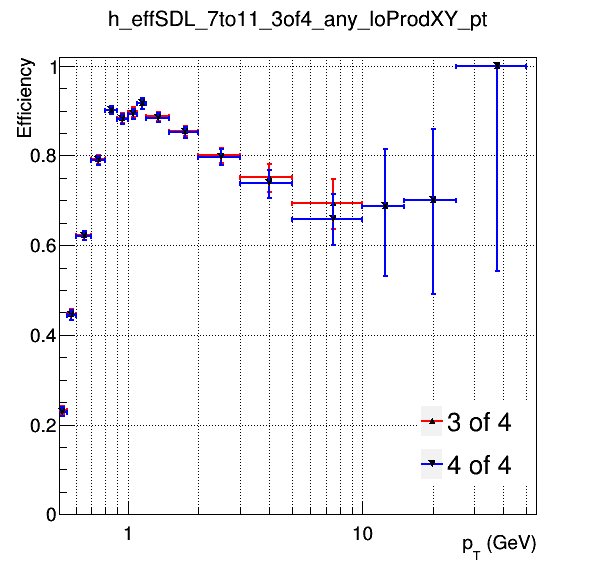 h_effSDL_7to11_3of4_any_loProdXY_pt
Efficiency
1
0.8
0.6
0.4
0.2
0
3 of 4
4 of 4
1
10
p_T (GeV)